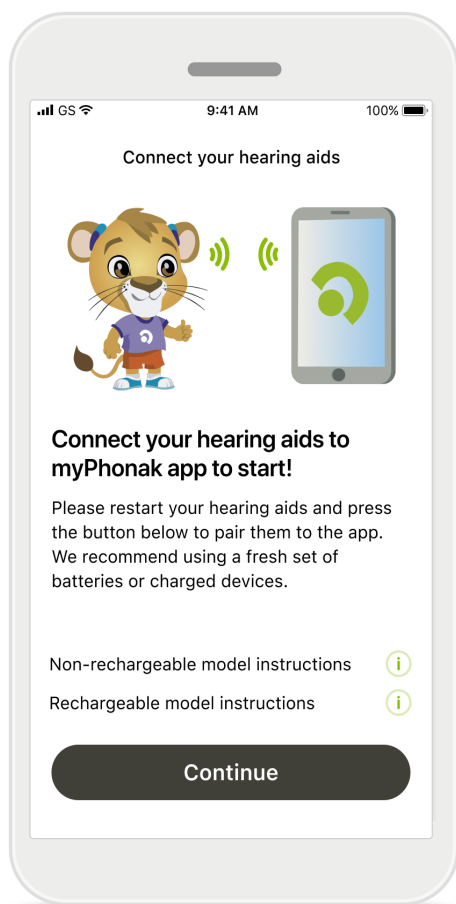 GS 9:41 AM 100%
Connect your hearing aids
Connect your hearing aids to
myPhonak app to start!
Please restart your hearing aids and press
the button below to pair them to the app.
We recommend using a fresh set of
batteries or charged devices.
Non-rechargeable model instructions i
Rechargeable model instructions i
Continue